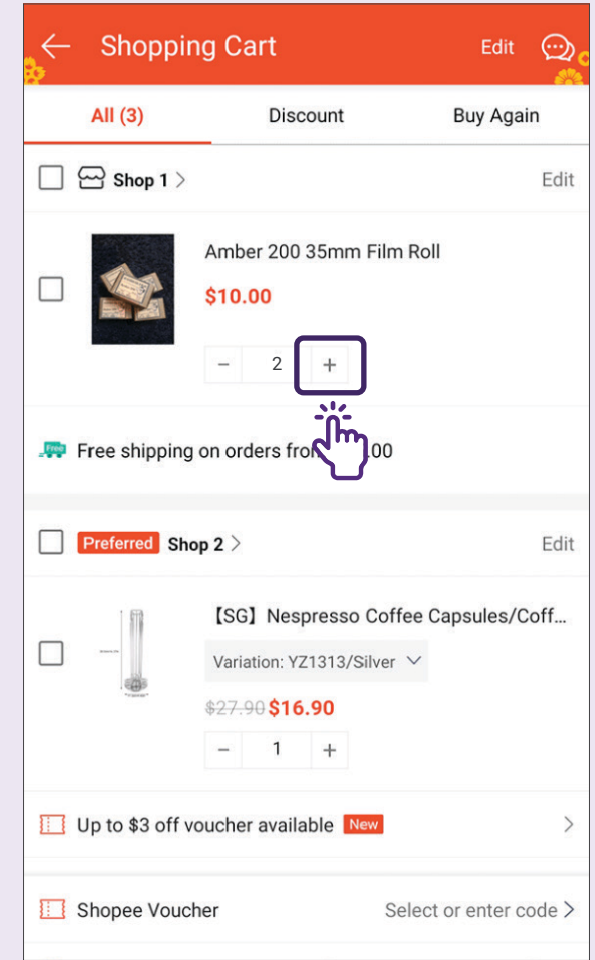 Shopping Cart Edit
All (3) Discount Buy Again
Shop 1 > Edit
Amber 200 35mm Film Roll
$10.00
- 2 +
Free Free shipping on orders from .00
Preferred Shop 2 > Edit
【SG】Nespresso Coffee Capsules/Coff...
Variation: YZ1313/Silver
$27.90 $16.90
- 1 +
Up to $3 off voucher available New >
Shopee Voucher Select or enter code >